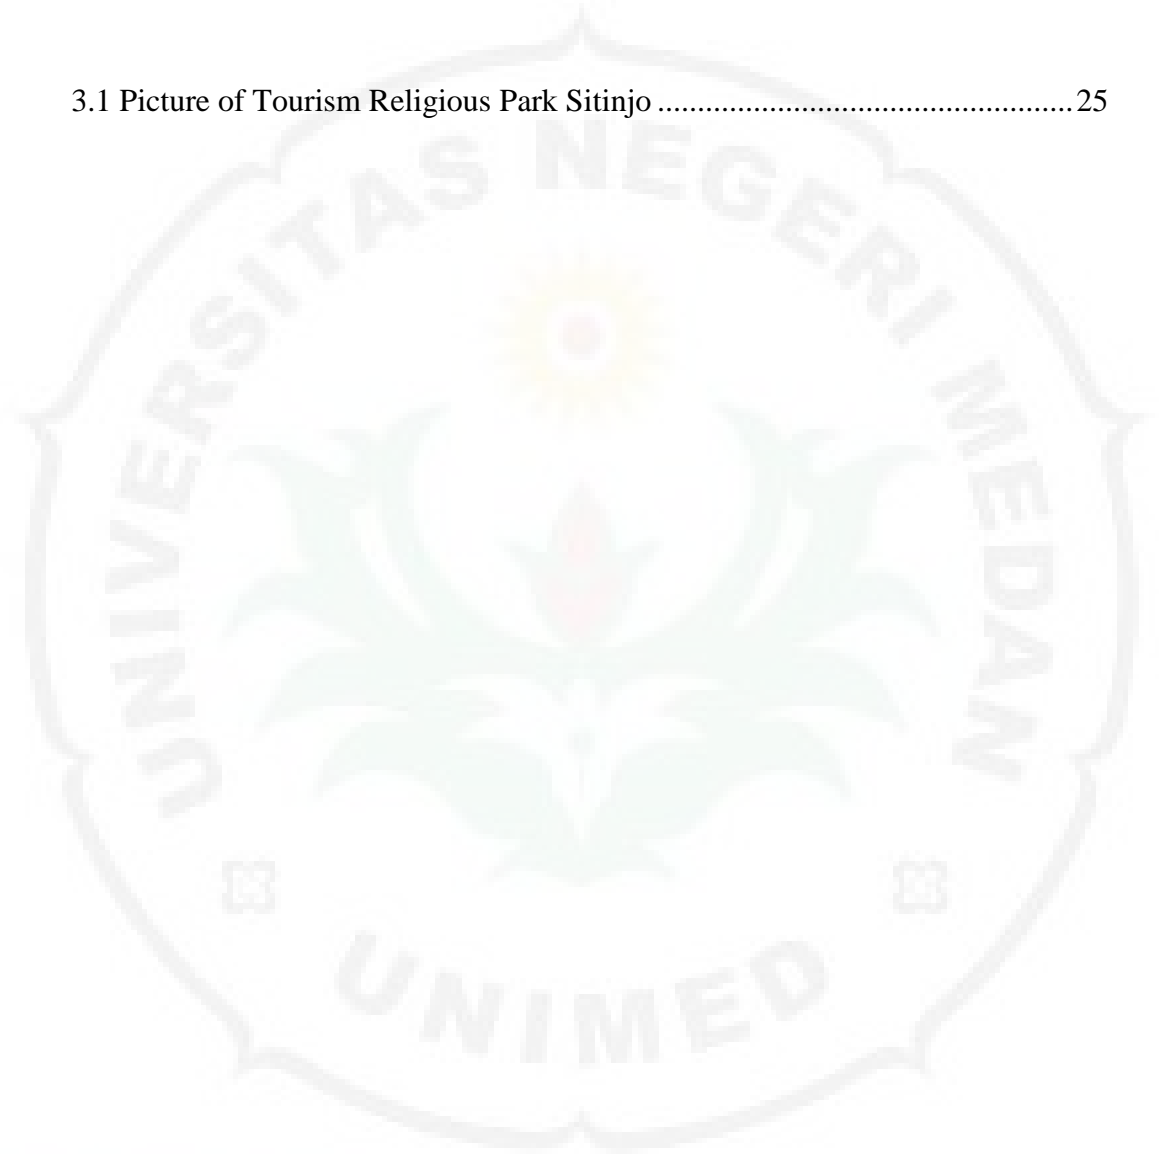 3.1 Picture of Tourism Religious Park Sitinjo ...................................................25
UNIVERSITAS NEGERI MEDAN
UNIMED